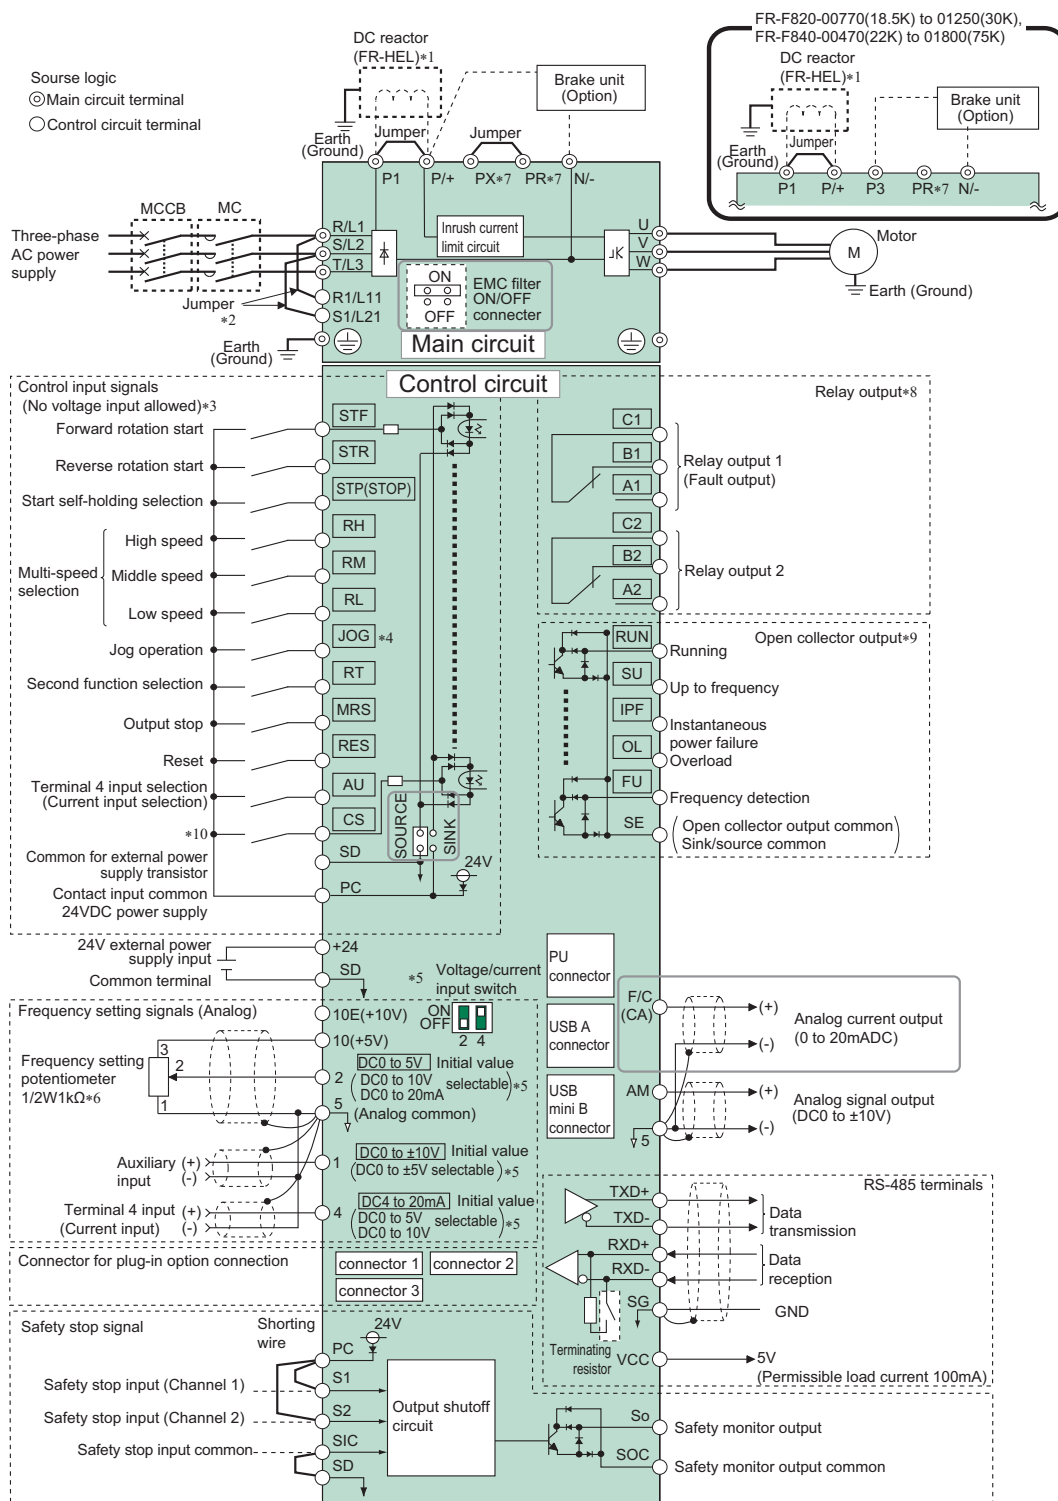 FR-F820-00770(18.5K) to 01250(30K),
FR-F840-00470(22K) to 01800(75K)
DC reactor
(FR-HEL)*1
Brake unit
(Option)
Earth
(Ground)
Jumper
P1
P/+
P3
PR*7
N/-
Sourse logic
Main circuit terminal
Control circuit terminal
DC reactor
(FR-HEL)*1
Brake unit
(Option)
Earth
(Ground)
Jumper
Jumper
P1
P/+
PX*7
PR*7
N/-
MCCB
MC
Three-phase
AC power
supply
R/L1
S/L2
T/L3
R1/L11
S1/L21
Jumper
*2
Earth
(Ground)
Inrush current
limit circuit
ON
OFF
EMC filter
ON/OFF
connecter
U
V
W
M
Motor
Earth (Ground)
Main circuit
Control circuit
Control input signals
(No voltage input allowed)*3
Forward rotation start
STF
Reverse rotation start
STR
Start self-holding selection
STP(STOP)
Multi-speed
selection
High speed
RH
Middle speed
RM
Low speed
RL
Jog operation
JOG
*4
Second function selection
RT
Output stop
MRS
Reset
RES
Terminal 4 input selection
(Current input selection)
AU
*10
CS
SOURCE
SINK
Common for external power
supply transistor
SD
Contact input common
24VDC power supply
PC
24V
Relay output*8
C1
B1
A1
Relay output 1
(Fault output)
C2
B2
A2
Relay output 2
Open collector output*9
RUN
Running
SU
Up to frequency
IPF
Instantaneous
power failure
OL
Overload
FU
Frequency detection
SE
Open collector output common
Sink/source common
24V external power
supply input
+24
Common terminal
SD
*5
Voltage/current
input switch
ON
OFF
2 4
PU
connector
USB A
connector
USB
mini B
connector
Frequency setting signals (Analog)
10E(+10V)
10(+5V)
Frequency setting
potentiometer
1/2W1kΩ*6
3
2
1
2
DC0 to 5V Initial value
DC0 to 10V
DC0 to 20mA
selectable
*5
5
(Analog common)
Auxiliary
input
(+)
(-)
1
DC0 to ±10V Initial value
(DC0 to ±5V selectable) *5
Terminal 4 input
(Current input)
(+)
(-)
4
DC4 to 20mA Initial value
DC0 to 5V
DC0 to 10V
selectable
*5
F/C
(CA)
(+)
(-)
Analog current output
(0 to 20mADC)
AM
5
(+)
(-)
Analog signal output
(DC0 to ±10V)
RS-485 terminals
TXD+
TXD-
Data
transmission
RXD+
RXD-
Data
reception
SG
GND
Terminating
resistor
VCC
5V
(Permissible load current 100mA)
Connector for plug-in option connection
connector 1
connector 2
connector 3
Safety stop signal
Shorting
wire
PC
24V
Safety stop input (Channel 1)
S1
Safety stop input (Channel 2)
S2
Safety stop input common
SIC
SD
Output shutoff
circuit
So
Safety monitor output
SOC
Safety monitor output common